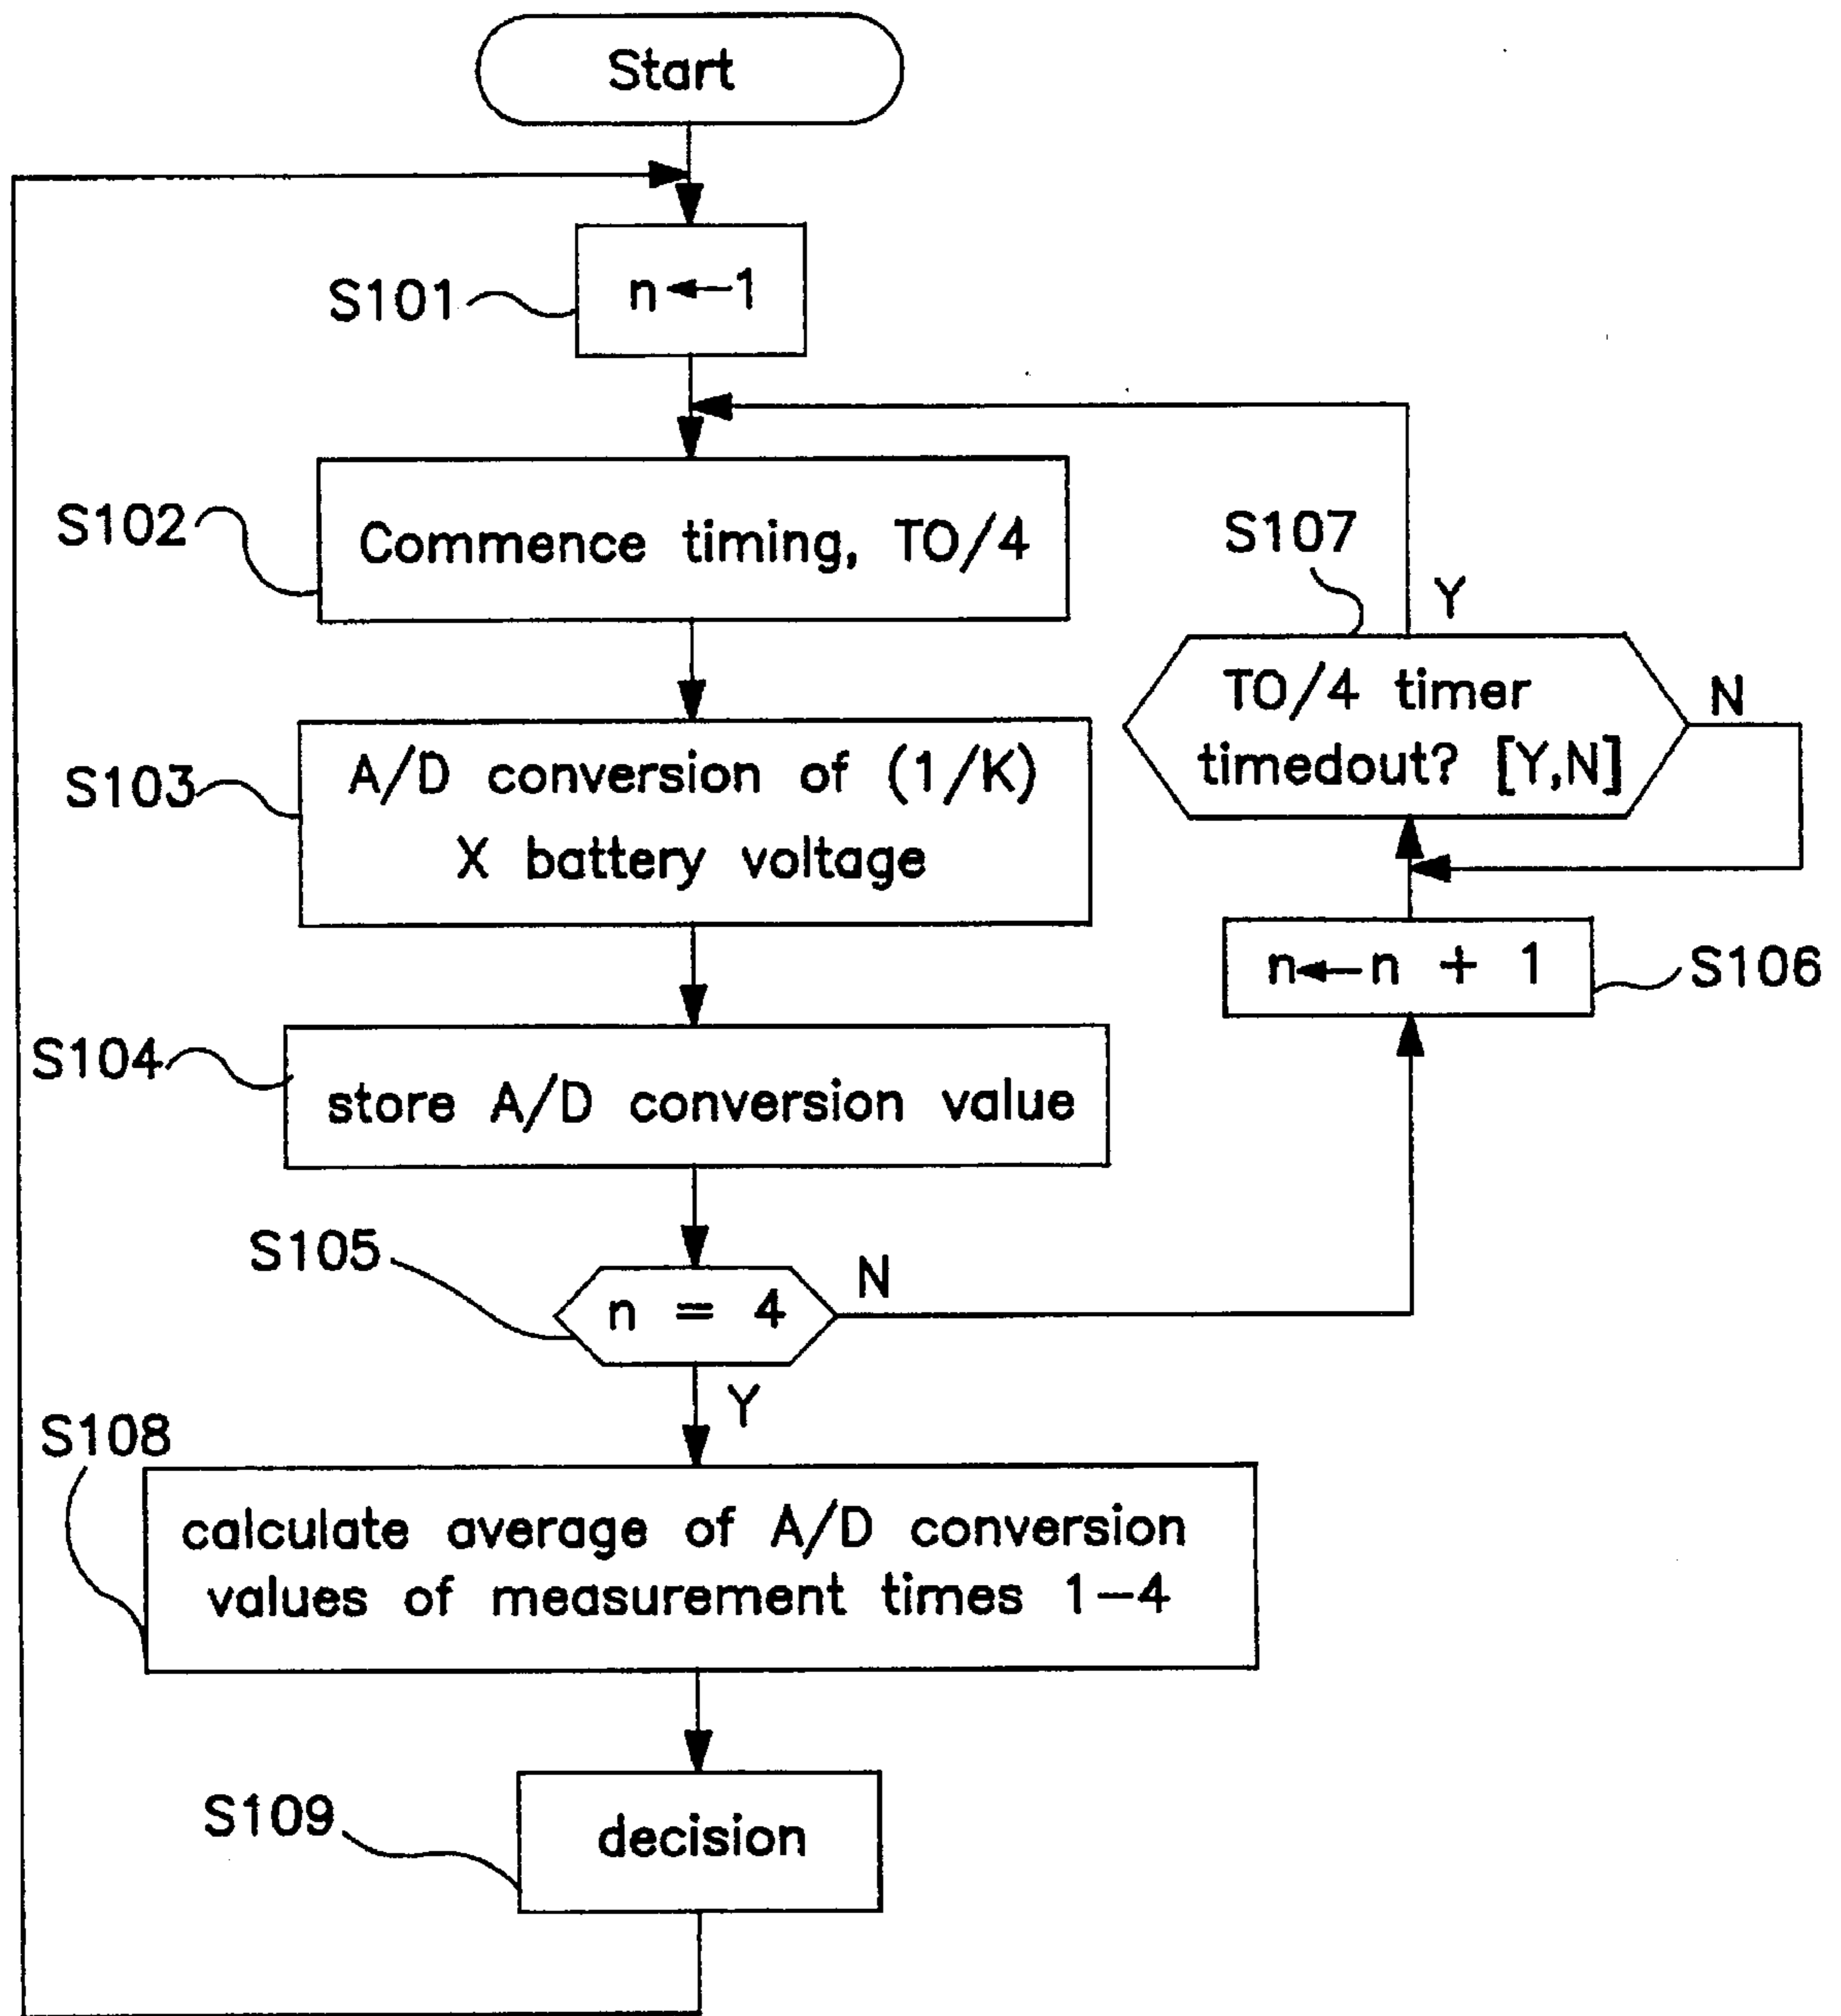 Start
S101
n←1
S102
Commence timing, TO/4
S107
Y
TO/4 timer
timedout? [Y,N]
N
S103
A/D conversion of (1/K)
X battery voltage
n←n + 1
S106
S104
store A/D conversion value
S105
n = 4
N
Y
S108
calculate average of A/D conversion
values of measurement times 1-4
S109
decision